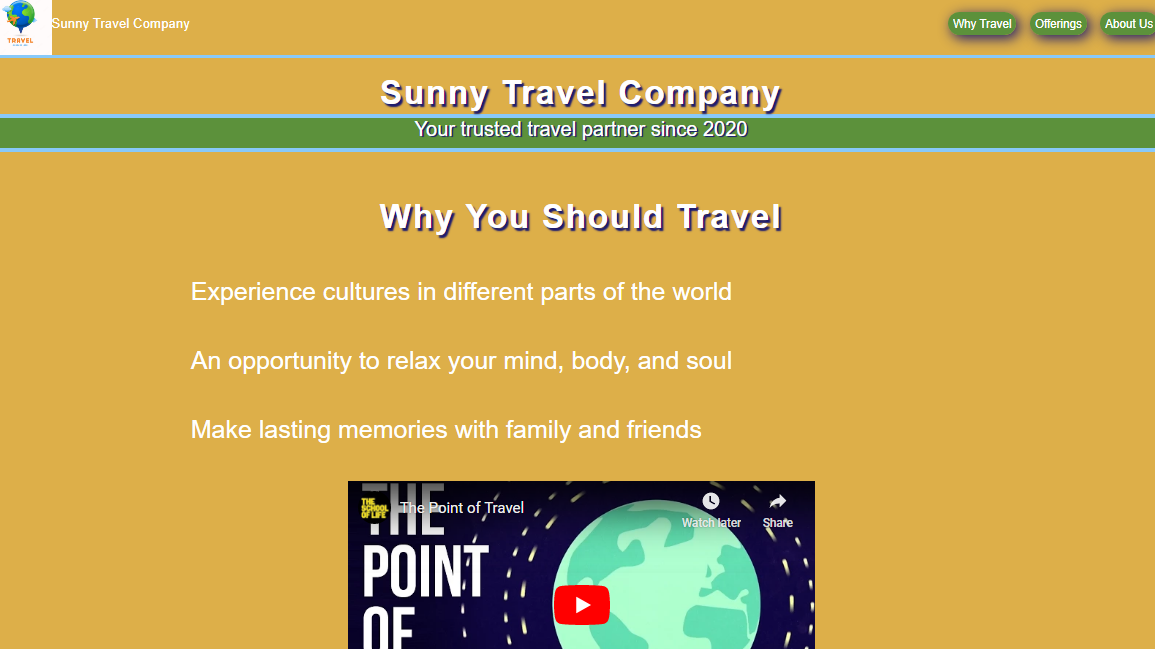 TRAVEL
Sunny Travel Company
Why Travel
Offerings
About Us
Sunny Travel Company
Your trusted travel partner since 2020
Why You Should Travel
Experience cultures in different parts of the world
An opportunity to relax your mind, body, and soul
Make lasting memories with family and friends
THE SCHOOL OF LIFE
The Point of Travel
Watch later
Share
THE
POINT
OF